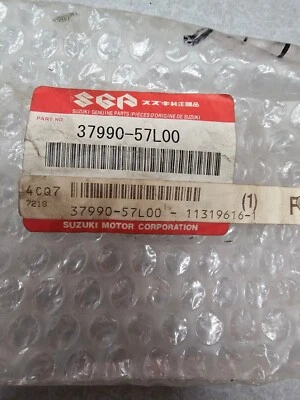 SGP スズキ純正部品
SUZUKI GENUINE PARTS (PIÈCES D'ORIGINE DE SUZUKI)
PART NO.
37990-57L00
4CQ7
7218
(1)
37990-57L00 - 11319616-1
SUZUKI MOTOR CORPORATION